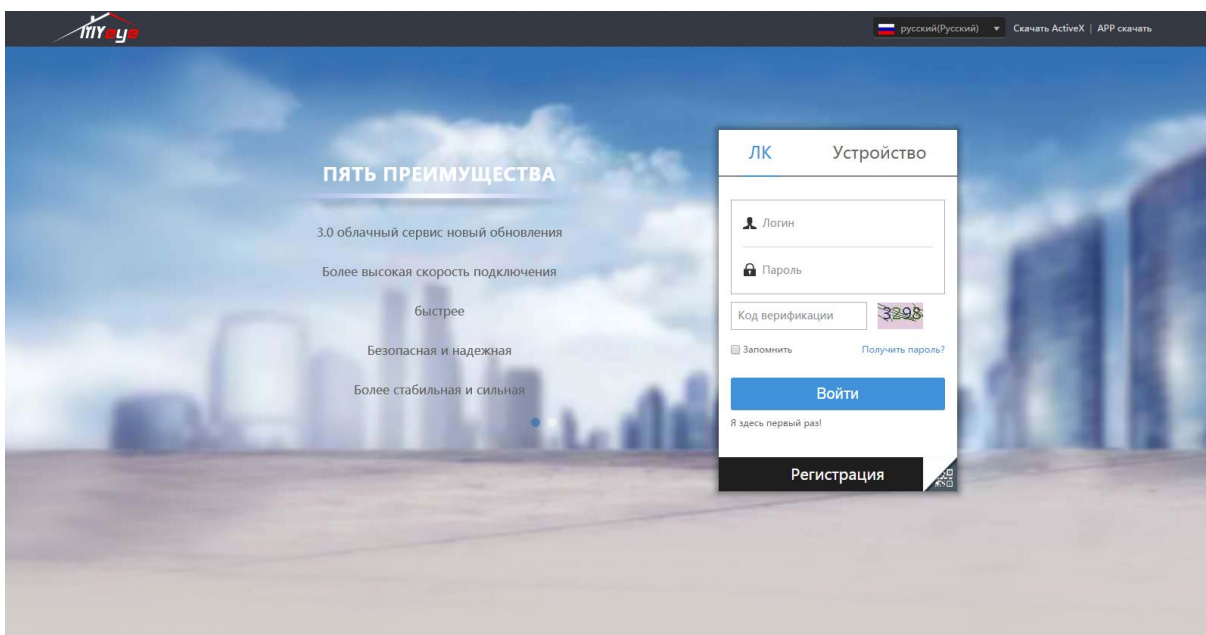 MYeye
русский(Русский)
Скачать ActiveX | APP скачать
ЛК
Устройство
ПЯТЬ ПРЕИМУЩЕСТВА
3.0 облачный сервис новый обновления
Более высокая скорость подключения
быстрее
Безопасная и надежная
Более стабильная и сильная
Логин
Пароль
Код верификации
3298
Запомнить
Получить пароль?
Войти
Я здесь первый раз!
Регистрация